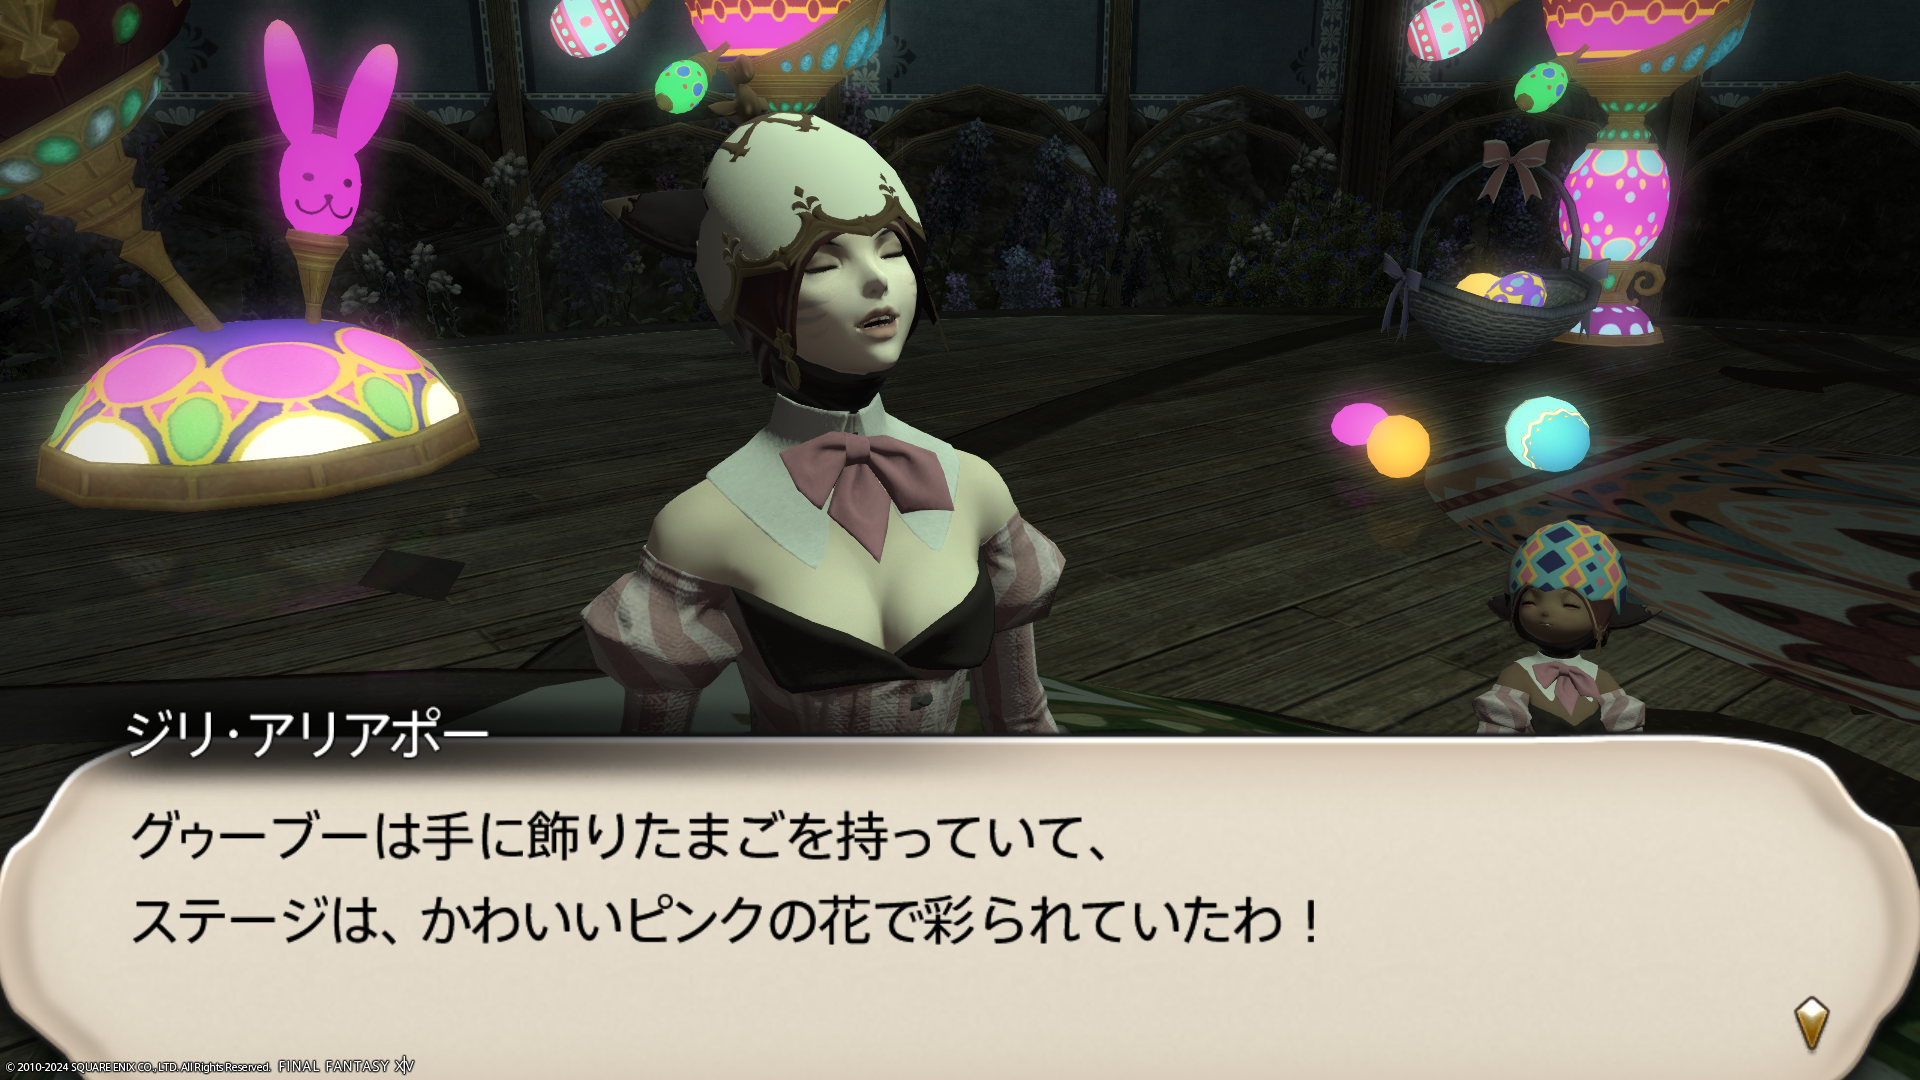 ジリ・アリアポー
グゥーブーは手に飾りたまごを持っていて、
ステージは、かわいいピンクの花で彩られていたわ！
© 2010-2024 SQUARE ENIX CO., LTD. All Rights Reserved. FINAL FANTASY XIV